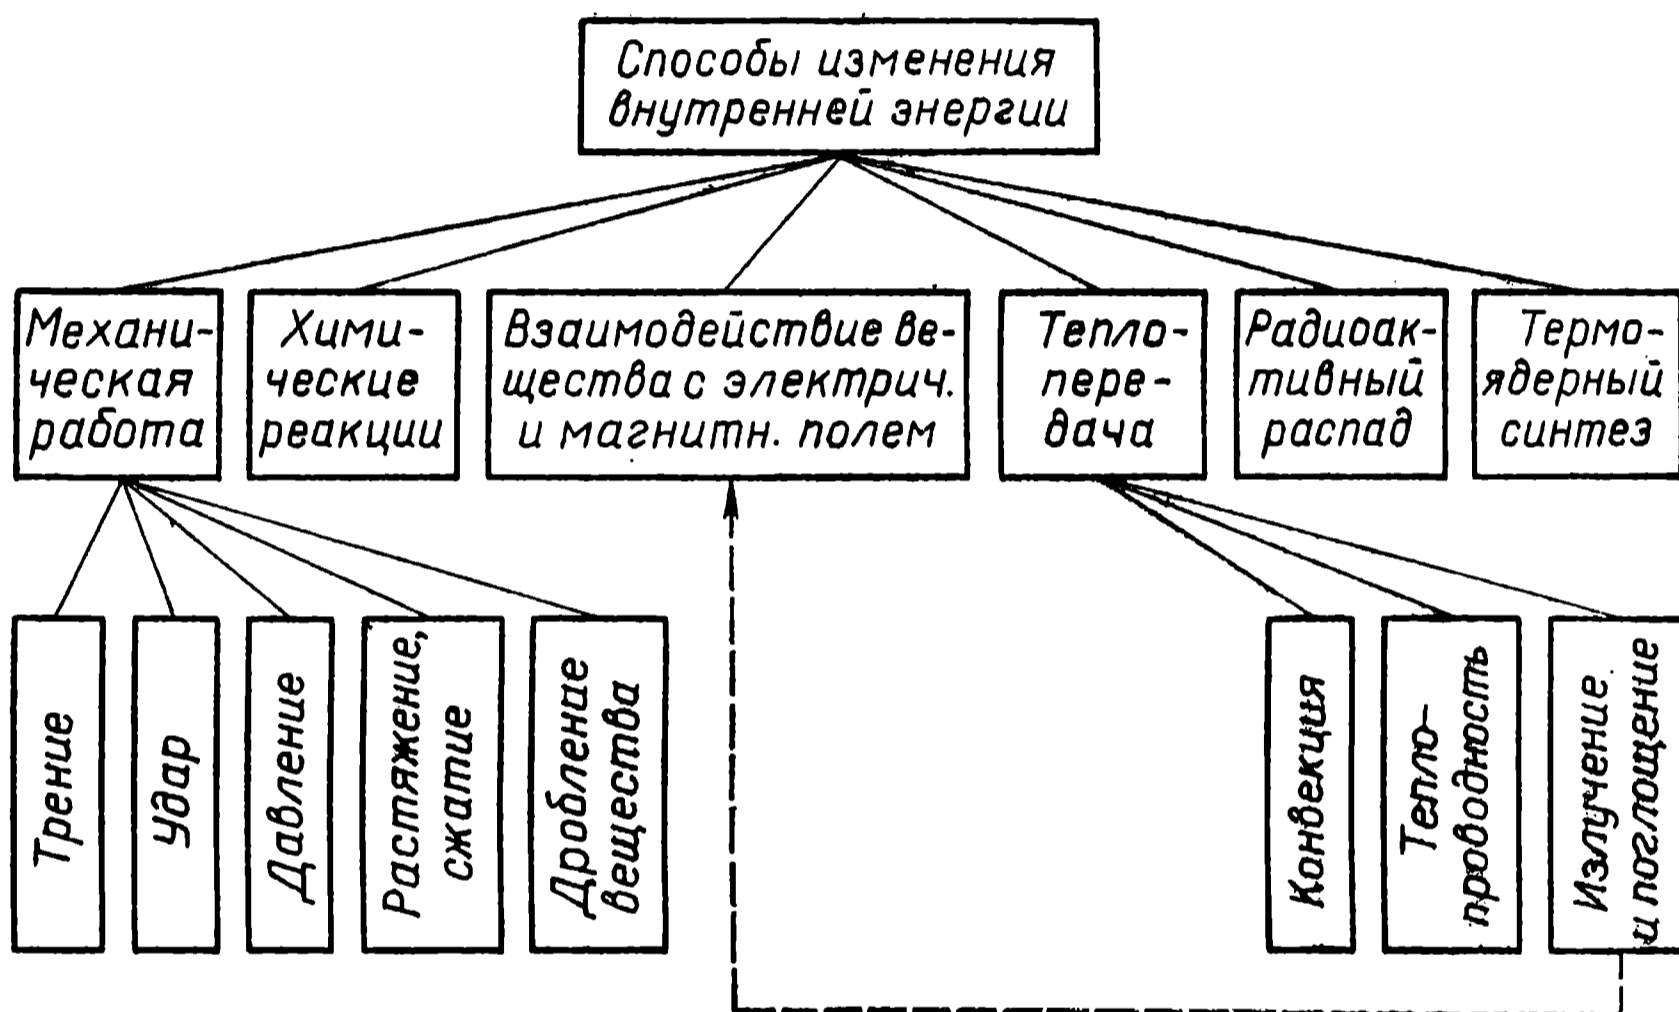 Способы изменения
внутренней энергии
Механи-
ческая
работа
Хими-
ческие
реакции
Взаимодействие ве-
щества с электрич.
и магнитн. полем
Тепло-
пере-
дача
Радиоак-
тивный
распад
Термо-
ядерный
синтез
Трение
Удар
Давление
Растяжение,
сжатие
Дробление
вещества
Конвекция
Тепло-
проводность
Излучение
и поглощение